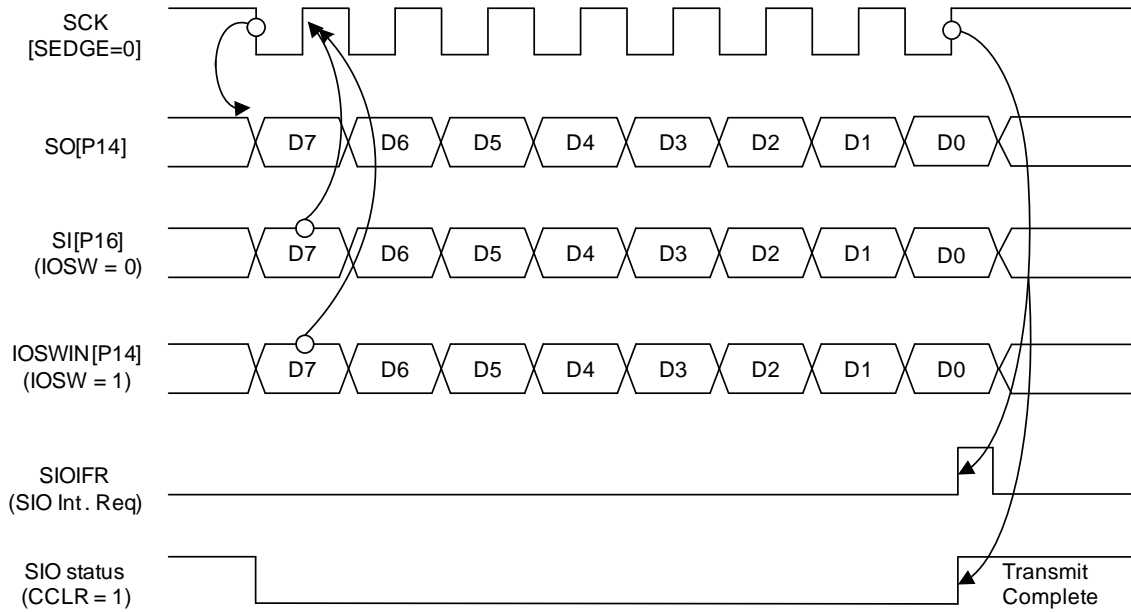 SCK
[SEDGE=0]
SO[P14]
D7 D6 D5 D4 D3 D2 D1 D0
SI[P16]
(IOSW = 0)
D7 D6 D5 D4 D3 D2 D1 D0
IOSWIN[P14]
(IOSW = 1)
D7 D6 D5 D4 D3 D2 D1 D0
SIOIFR
(SIO Int. Req)
SIO status
(CCLR = 1)
Transmit
Complete